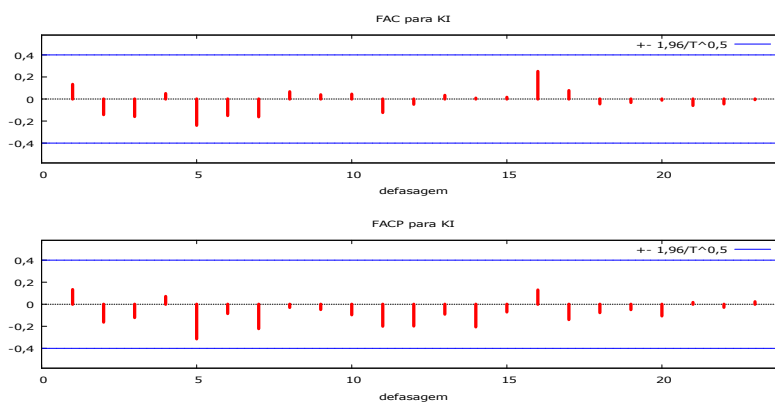 FAC para KI
+- 1,96/T^0,5
0,4
0,2
0
-0,2
-0,4
0 5 10 15 20
defasagem
FACP para KI
+- 1,96/T^0,5
0,4
0,2
0
-0,2
-0,4
0 5 10 15 20
defasagem